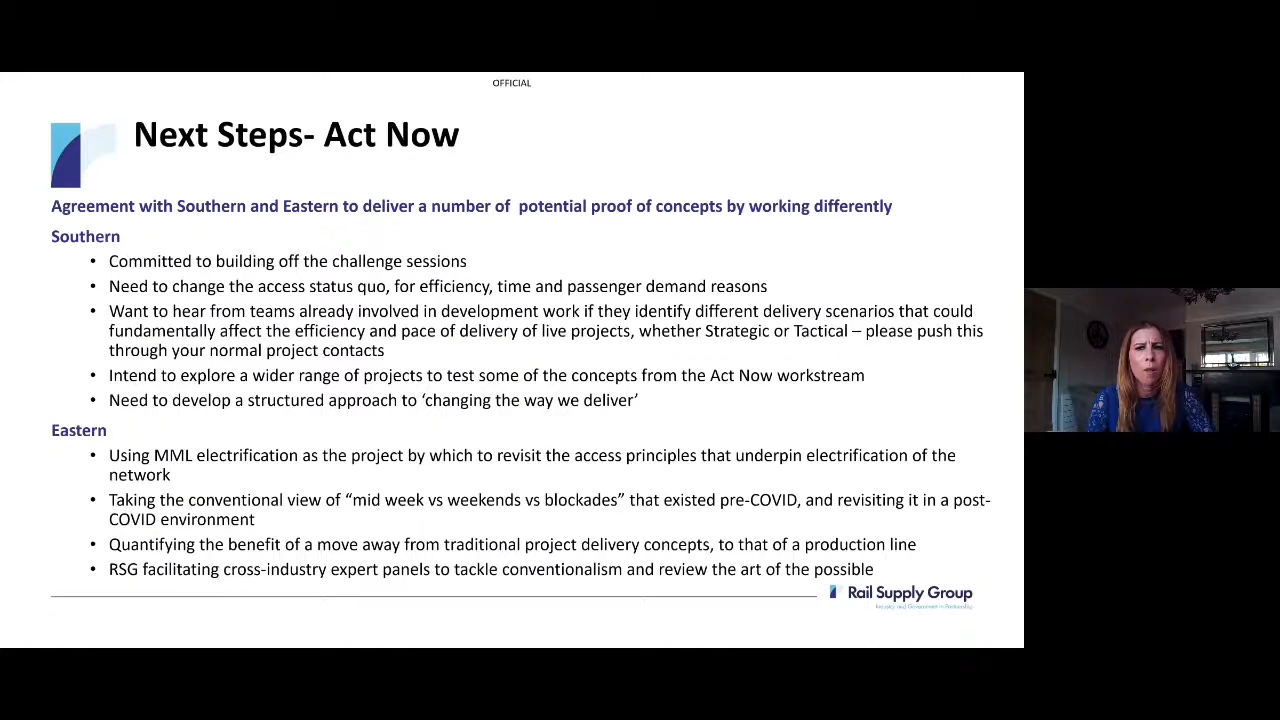 OFFICIAL
Next Steps- Act Now
Agreement with Southern and Eastern to deliver a number of  potential proof of concepts by working differently
Southern
• Committed to building off the challenge sessions
• Need to change the access status quo, for efficiency, time and passenger demand reasons
• Want to hear from teams already involved in development work if they identify different delivery scenarios that could
fundamentally affect the efficiency and pace of delivery of live projects, whether Strategic or Tactical – please push this
through your normal project contacts
• Intend to explore a wider range of projects to test some of the concepts from the Act Now workstream
• Need to develop a structured approach to ‘changing the way we deliver’
Eastern
• Using MML electrification as the project by which to revisit the access principles that underpin electrification of the
network
• Taking the conventional view of “mid week vs weekends vs blockades” that existed pre-COVID, and revisiting it in a post-
COVID environment
• Quantifying the benefit of a move away from traditional project delivery concepts, to that of a production line
• RSG facilitating cross-industry expert panels to tackle conventionalism and review the art of the possible
Rail Supply Group
Industry and Government in Partnership